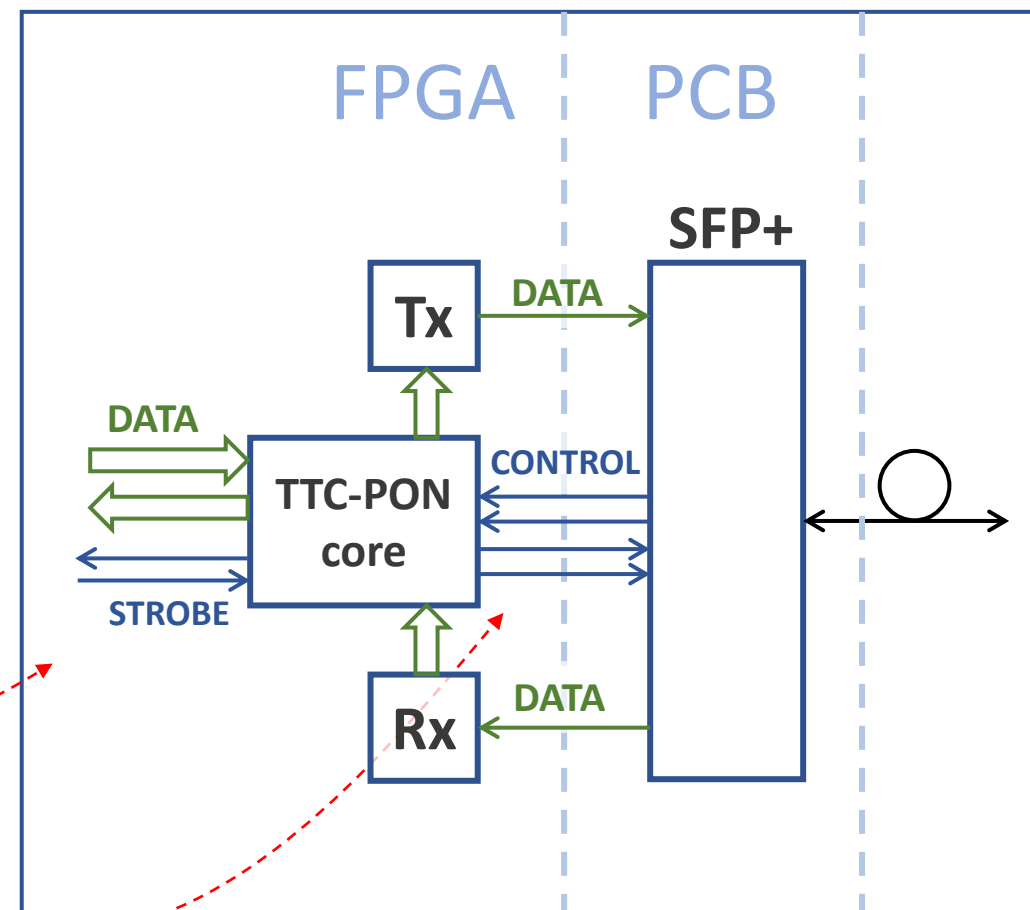 FPGA
PCB
SFP+
Tx
DATA
DATA
TTC-PON
core
CONTROL
STROBE
Rx
DATA